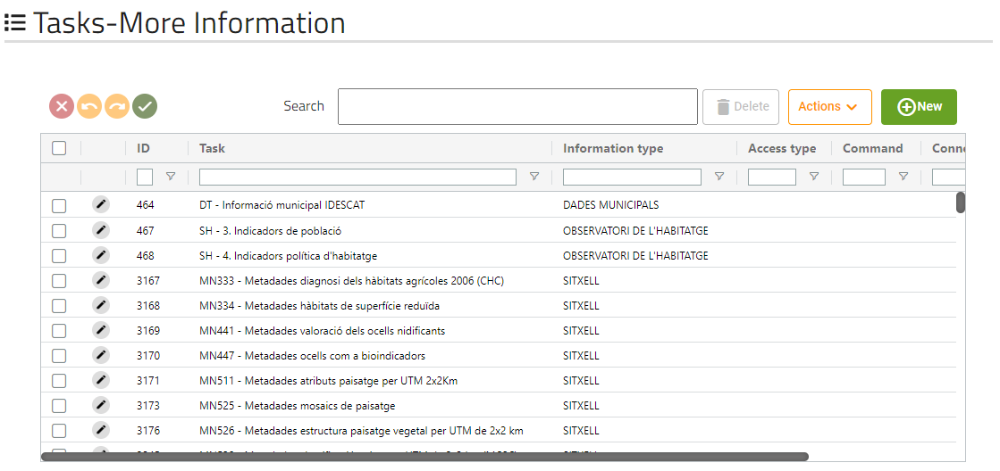 Tasks-More Information
Search Delete Actions New
ID Task Information type Access type Command Conne
464 DT - Informació municipal IDESCAT DADES MUNICIPALS
467 SH - 3. Indicadors de població OBSERVATORI DE L'HABITATGE
468 SH - 4. Indicadors política d'habitatge OBSERVATORI DE L'HABITATGE
3167 MN333 - Metadades diagnosi dels hàbitats agrícoles 2006 (CHC) SITXELL
3168 MN334 - Metadades hàbitats de superfície reduïda SITXELL
3169 MN441 - Metadades valoració dels ocells nidificants SITXELL
3170 MN447 - Metadades ocells com a bioindicadors SITXELL
3171 MN511 - Metadades atributs paisatge per UTM 2x2Km SITXELL
3173 MN525 - Metadades mosaics de paisatge SITXELL
3176 MN526 - Metadades estructura paisatge vegetal per UTM de 2x2 km SITXELL